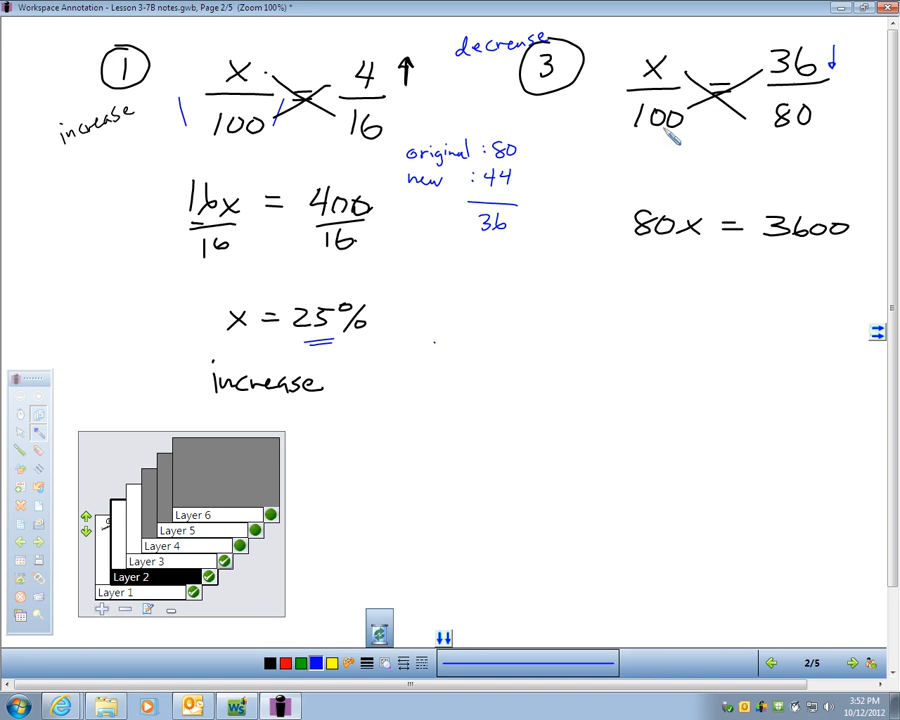 Workspace Annotation - Lesson 3-7B notes.gwb, Page 2/5 (Zoom 100%) *
1
increase
x / 100 = 4 / 16 ↑
16x = 400
16 16
x = 25%
increase
decrease
3
x / 100 = 36 / 80 ↓
original : 80
new : 44
36
80x = 3600
Layer 6
Layer 5
Layer 4
Layer 3
Layer 2
Layer 1
2/5
3:52 PM
10/12/2012